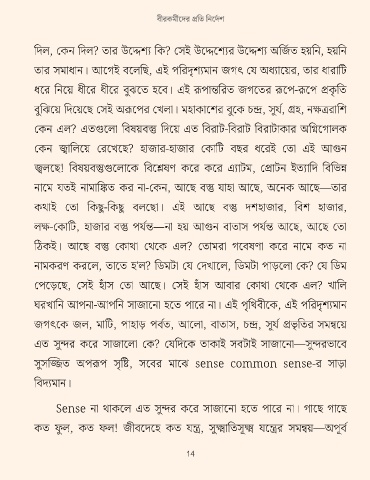 বীরকর্মীদের প্রতি নির্দেশ
দিল, কেন দিল? তার উদ্দেশ্য কি? সেই উদ্দেশ্যের উদ্দেশ্য অর্জিত হয়নি, হয়নি
তার সমাধান। আগেই বলেছি, এই পরিদৃশ্যমান জগৎ যে অধ্যায়ের, তার ধারাটি
ধরে নিয়ে ধীরে ধীরে বুঝতে হবে। এই রূপান্তরিত জগতের রূপে-রূপে প্রকৃতি
বুঝিয়ে দিয়েছে সেই অরূপের খেলা। মহাকাশের বুকে চন্দ্র, সূর্য, গ্রহ, নক্ষত্ররাশি
কেন এল? এতগুলো বিষয়বস্তু দিয়ে এত বিরাট-বিরাট বিরাটাকার অগ্নিগোলক
কেন জ্বালিয়ে রেখেছে? হাজার-হাজার কোটি বছর ধরেই তো এই আগুন
জ্বলছে! বিষয়বস্তুগুলোকে বিশ্লেষণ করে করে এ্যাটম, প্রোটন ইত্যাদি বিভিন্ন
নামে যতই নামাঙ্কিত কর না-কেন, আছে বস্তু যাহা আছে, অনেক আছে—তার
কথাই তো কিছু-কিছু বলছো। এই আছে বস্তু দশহাজার, বিশ হাজার,
লক্ষ-কোটি, হাজার বস্তু পর্যন্ত—না হয় আগুন বাতাস পর্যন্ত আছে, আছে তো
ঠিকই। আছে বস্তু কোথা থেকে এল? তোমরা গবেষণা করে নামে কত না
নামকরণ করলে, তাতে হ'ল? ডিমটা যে দেখালে, ডিমটা পাড়লো কে? যে ডিম
পেড়েছে, সেই হাঁস তো আছে। সেই হাঁস আবার কোথা থেকে এল? খালি
ঘরখানি আপনা-আপনি সাজানো হতে পারে না। এই পৃথিবীকে, এই পরিদৃশ্যমান
জগৎকে জল, মাটি, পাহাড় পর্বত, আলো, বাতাস, চন্দ্র, সূর্য প্রভৃতির সমন্বয়ে
এত সুন্দর করে সাজালো কে? যেদিকে তাকাই সবটাই সাজানো—সুন্দরভাবে
সুসজ্জিত অপরূপ সৃষ্টি, সবের মাঝে sense common sense-র সাড়া
বিদ্যমান।
Sense না থাকলে এত সুন্দর করে সাজানো হতে পারে না। গাছে গাছে
কত ফুল, কত ফল! জীবদেহে কত যন্ত্র, সুক্ষ্মাতিসূক্ষ্ম যন্ত্রের সমন্বয়—অপূর্ব
14